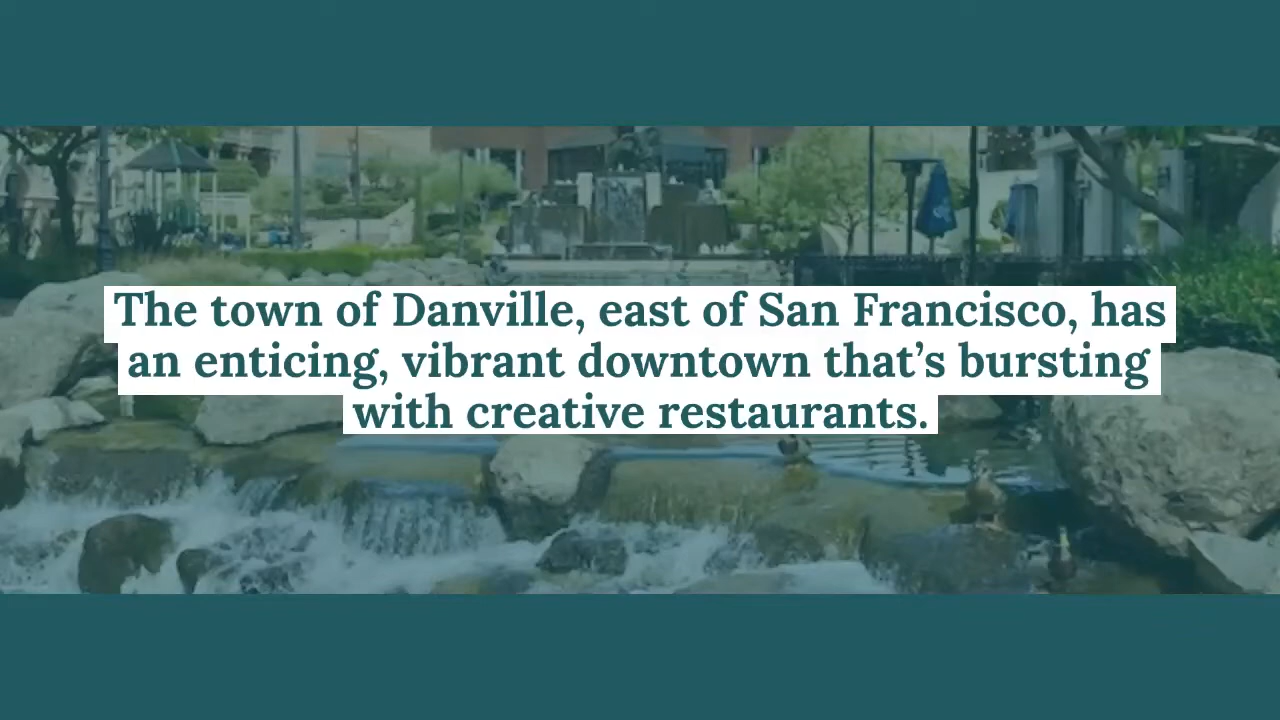 The town of Danville, east of San Francisco, has
an enticing, vibrant downtown that’s bursting
with creative restaurants.